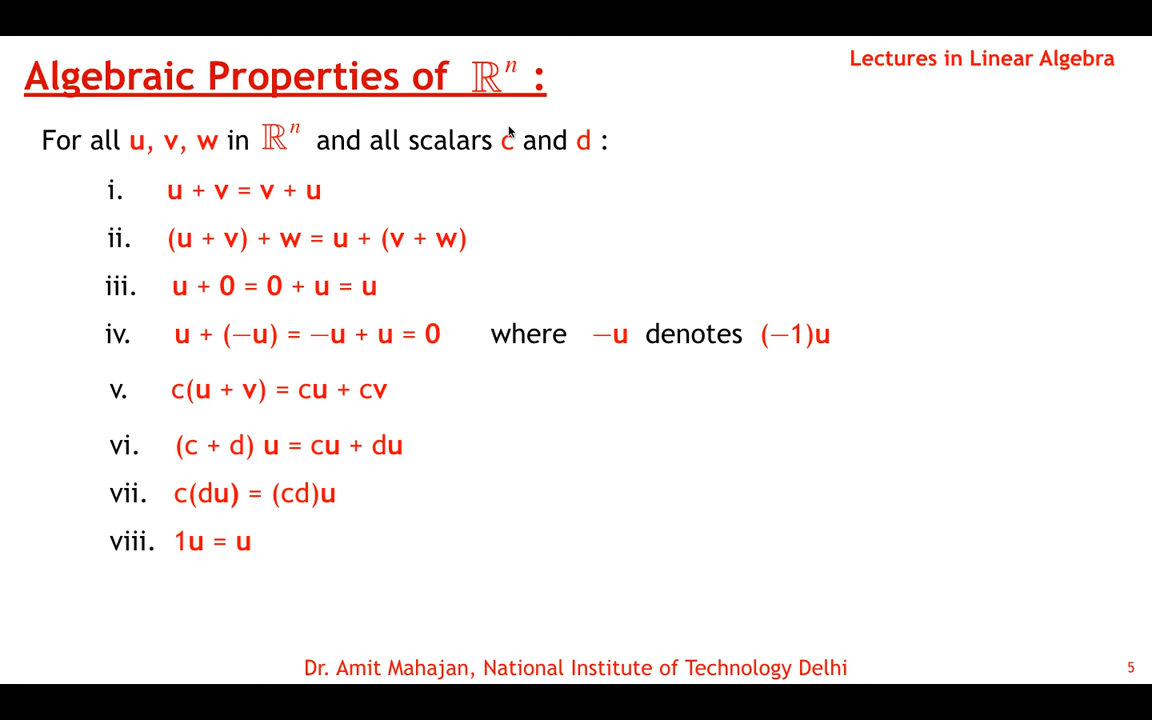 Lectures in Linear Algebra
Algebraic Properties of ℝⁿ :
For all u, v, w in ℝⁿ and all scalars c and d :
i. u + v = v + u
ii. (u + v) + w = u + (v + w)
iii. u + 0 = 0 + u = u
iv. u + (−u) = −u + u = 0 where −u denotes (−1)u
v. c(u + v) = cu + cv
vi. (c + d) u = cu + du
vii. c(du) = (cd)u
viii. 1u = u
Dr. Amit Mahajan, National Institute of Technology Delhi
5